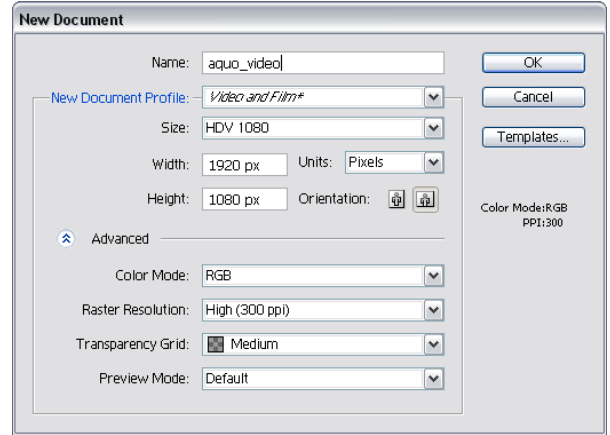 New Document
Name: aquo_video
OK
New Document Profile: Video and Film*
Cancel
Size: HDV 1080
Templates...
Width: 1920 px Units: Pixels
Height: 1080 px Orientation:
Color Mode:RGB
PPI:300
Advanced
Color Mode: RGB
Raster Resolution: High (300 ppi)
Transparency Grid: Medium
Preview Mode: Default